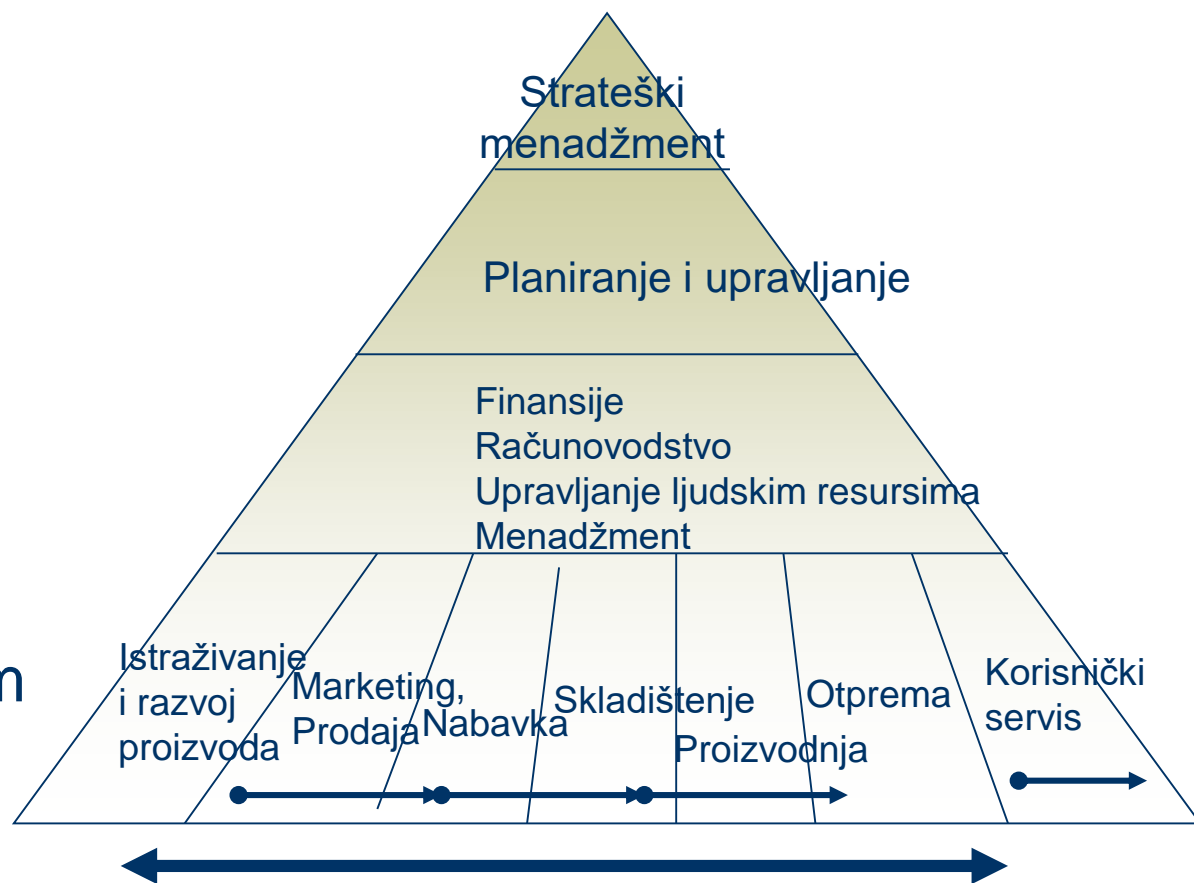 Strateški
menadžment
Planiranje i upravljanje
Finansije
Računovodstvo
Upravljanje ljudskim resursima
Menadžment
Istraživanje
i razvoj
proizvoda
Marketing,
Prodaja
Nabavka
Skladištenje
Proizvodnja
Otprema
Korisnički
servis